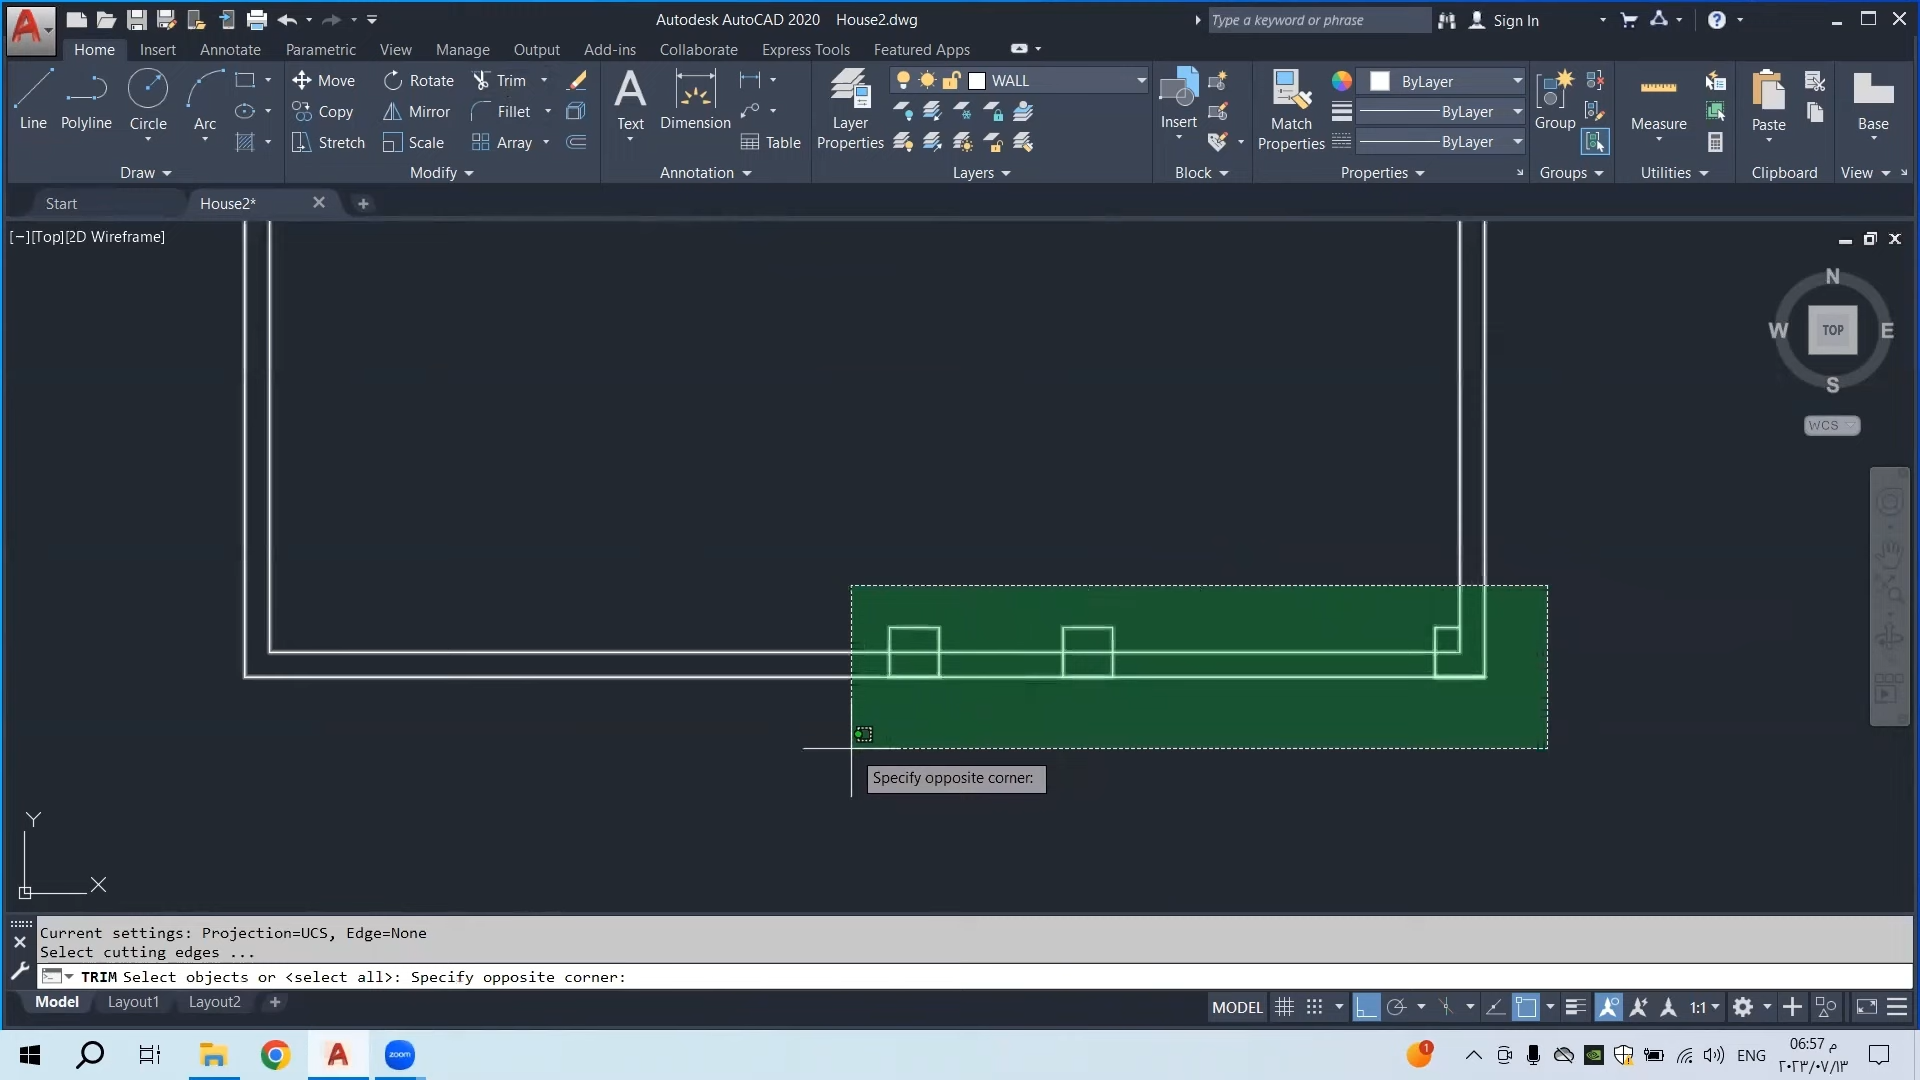 Autodesk AutoCAD 2020 House2.dwg
Type a keyword or phrase
Sign In
Home Insert Annotate Parametric View Manage Output Add-ins Collaborate Express Tools Featured Apps
Line Polyline Circle Arc
Move Rotate Trim
Copy Mirror Fillet
Stretch Scale Array
Text Dimension Table
Layer Properties
WALL
Insert
Match Properties
ByLayer
ByLayer
ByLayer
Group
Measure
Paste
Base
Draw Modify Annotation Layers Block Properties Groups Utilities Clipboard View
Start House2*
[−][Top][2D Wireframe]
N
W TOP E
S
WCS
Specify opposite corner:
Y
X
Current settings: Projection=UCS, Edge=None
Select cutting edges ...
TRIM Select objects or <select all>: Specify opposite corner:
Model Layout1 Layout2
MODEL 1:1
zoom
1
ENG
06:57 م
٢٠٢٣/٠٧/١٣